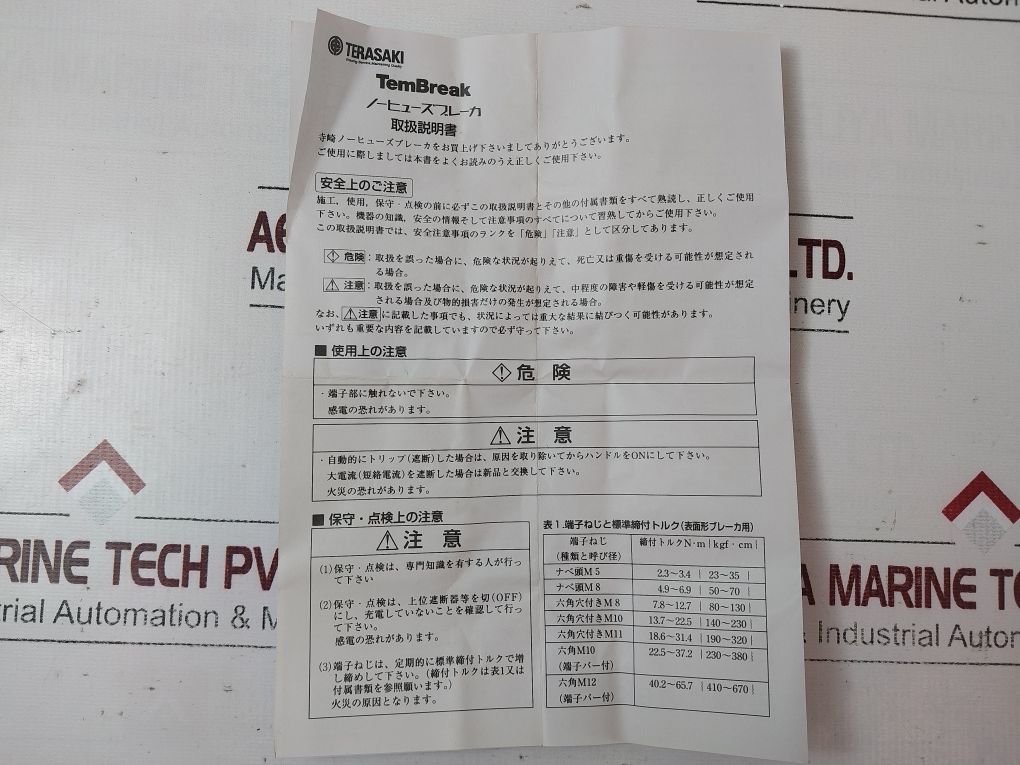 TERASAKI
TemBreak
ノーヒューズブレーカ
取扱説明書
寺崎ノーヒューズブレーカをお買上げ下さいましてありがとうございます。
ご使用に際しましては本書をよくお読みのうえ正しくご使用下さい。
安全上のご注意
施工、使用，保守・点検の前に必ずこの取扱説明書とその他の付属書類をすべて熟読し、正しくご使用
下さい。機器の知識，安全の情報そして注意事項のすべてについて習熟してからご使用下さい。
この取扱説明書では、安全注意事項のランクを「危険」「注意」として区分してあります。
危険：取扱を誤った場合に、危険な状況が起りえて、死亡又は重傷を受ける可能性が想定され
る場合。
注意：取扱を誤った場合に、危険な状況が起りえて、中程度の障害や軽傷を受ける可能性が想定
される場合及び物的損害だけの発生が想定される場合。
なお、注意に記載した事項でも、状況によっては重大な結果に結びつく可能性があります。
いずれも重要な内容を記載していますので必ず守って下さい。
■ 使用上の注意
危 険
・端子部に触れないで下さい。
感電の恐れがあります。
注 意
・自動的にトリップ(遮断)した場合は、原因を取り除いてからハンドルをONにして下さい。
大電流(短絡電流)を遮断した場合は新品と交換して下さい。
火災の恐れがあります。
■ 保守・点検上の注意
注 意
(1)保守・点検は、専門知識を有する人が行っ
て下さい
(2)保守・点検は、上位遮断器等を切(OFF)
にし、充電していないことを確認して行っ
て下さい。
感電の恐れがあります。
(3)端子ねじは、定期的に標準締付トルクで増
し締めして下さい。(締付トルクは表1又は
付属書類を参照願います。)
火災の原因となります。
表1.端子ねじと標準締付トルク(表面形ブレーカ用)
端子ねじ
(種類と呼び径)
締付トルクN・m｛kgf・cm｝
ナベ頭M5 2.3〜3.4｛23〜35｝
ナベ頭M8 4.9〜6.9｛50〜70｝
六角穴付きM8 7.8〜12.7｛80〜130｝
六角穴付きM10 13.7〜22.5｛140〜230｝
六角穴付きM11 18.6〜31.4｛190〜320｝
六角M10 22.5〜37.2｛230〜380｝
(端子バー付)
六角M12 40.2〜65.7｛410〜670｝
(端子バー付)
LTD.
RINE TECH PV
trial Automation & M
A MARINE TE
& Industrial Autom